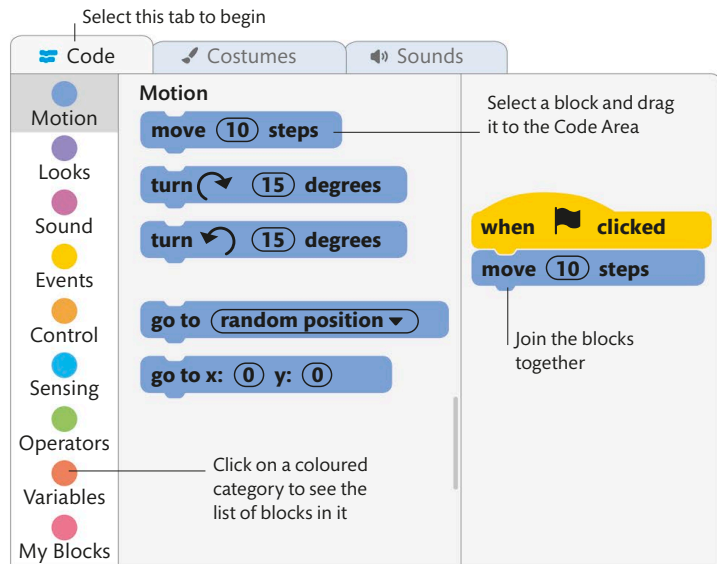 Select this tab to begin
Code
Costumes
Sounds
Motion
Looks
Sound
Events
Control
Sensing
Operators
Variables
My Blocks
Motion
move 10 steps
turn 15 degrees
turn 15 degrees
go to random position
go to x: 0 y: 0
Click on a coloured
category to see the
list of blocks in it
Select a block and drag
it to the Code Area
when clicked
move 10 steps
Join the blocks
together